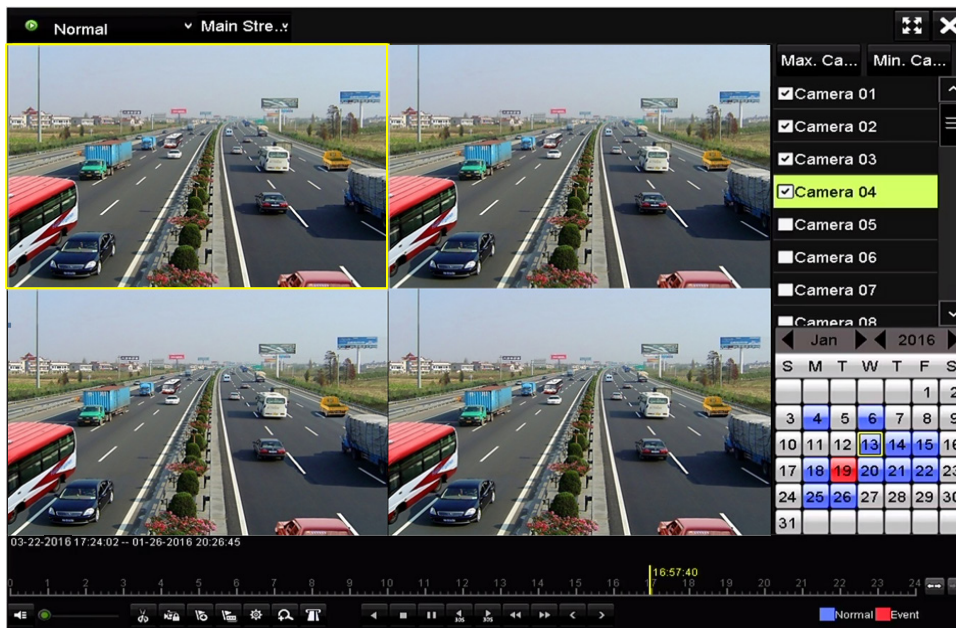 Normal Main Stre...
Max. Ca... Min. Ca...
Camera 01
Camera 02
Camera 03
Camera 04
Camera 05
Camera 06
Camera 07
Camera 08
Jan 2016
S M T W T F S
1 2
3 4 5 6 7 8 9
10 11 12 13 14 15 16
17 18 19 20 21 22 23
24 25 26 27 28 29 30
31
03-22-2016 17:24:02 -- 01-26-2016 20:26:45
16:57:40
0 1 2 3 4 5 6 7 8 9 10 11 12 13 14 15 16 17 18 19 20 21 22 23 24
30s 30s
Normal Event